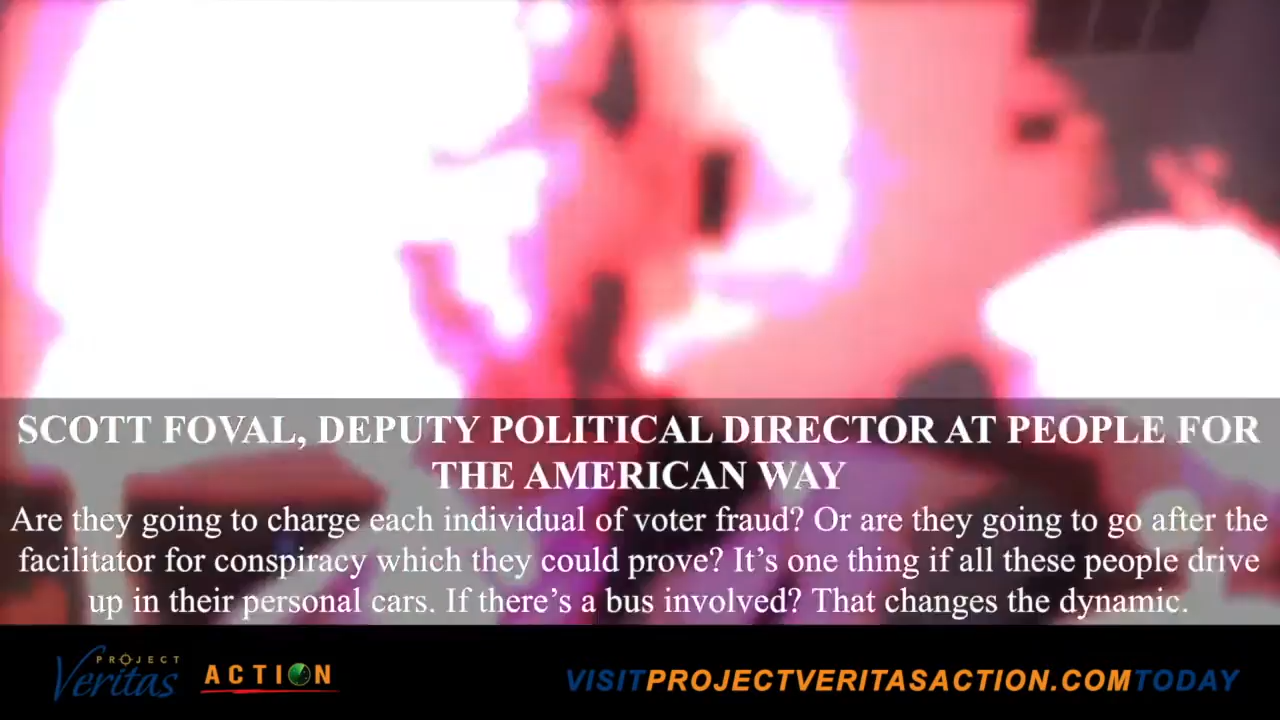 SCOTT FOVAL, DEPUTY POLITICAL DIRECTOR AT PEOPLE FOR
THE AMERICAN WAY
Are they going to charge each individual of voter fraud? Or are they going to go after the
facilitator for conspiracy which they could prove? It’s one thing if all these people drive
up in their personal cars. If there’s a bus involved? That changes the dynamic.
PROJECT
Veritas ACTION
VISITPROJECTVERITASACTION.COMTODAY